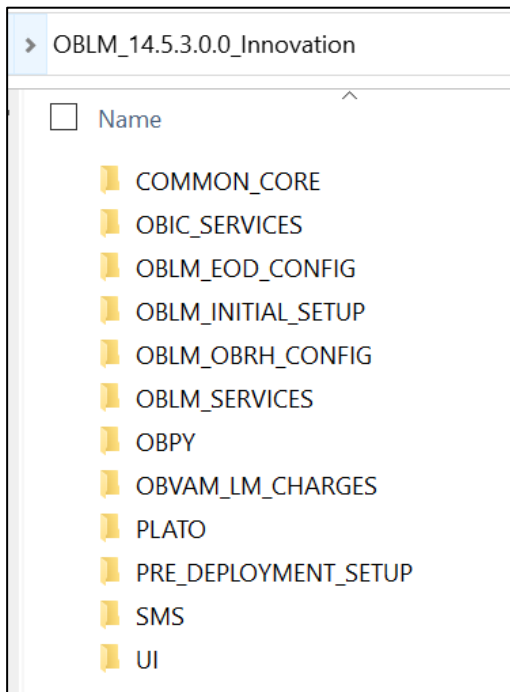 OBLM_14.5.3.0.0_Innovation
Name
COMMON_CORE
OBIC_SERVICES
OBLM_EOD_CONFIG
OBLM_INITIAL_SETUP
OBLM_OBRH_CONFIG
OBLM_SERVICES
OBPY
OBVAM_LM_CHARGES
PLATO
PRE_DEPLOYMENT_SETUP
SMS
UI